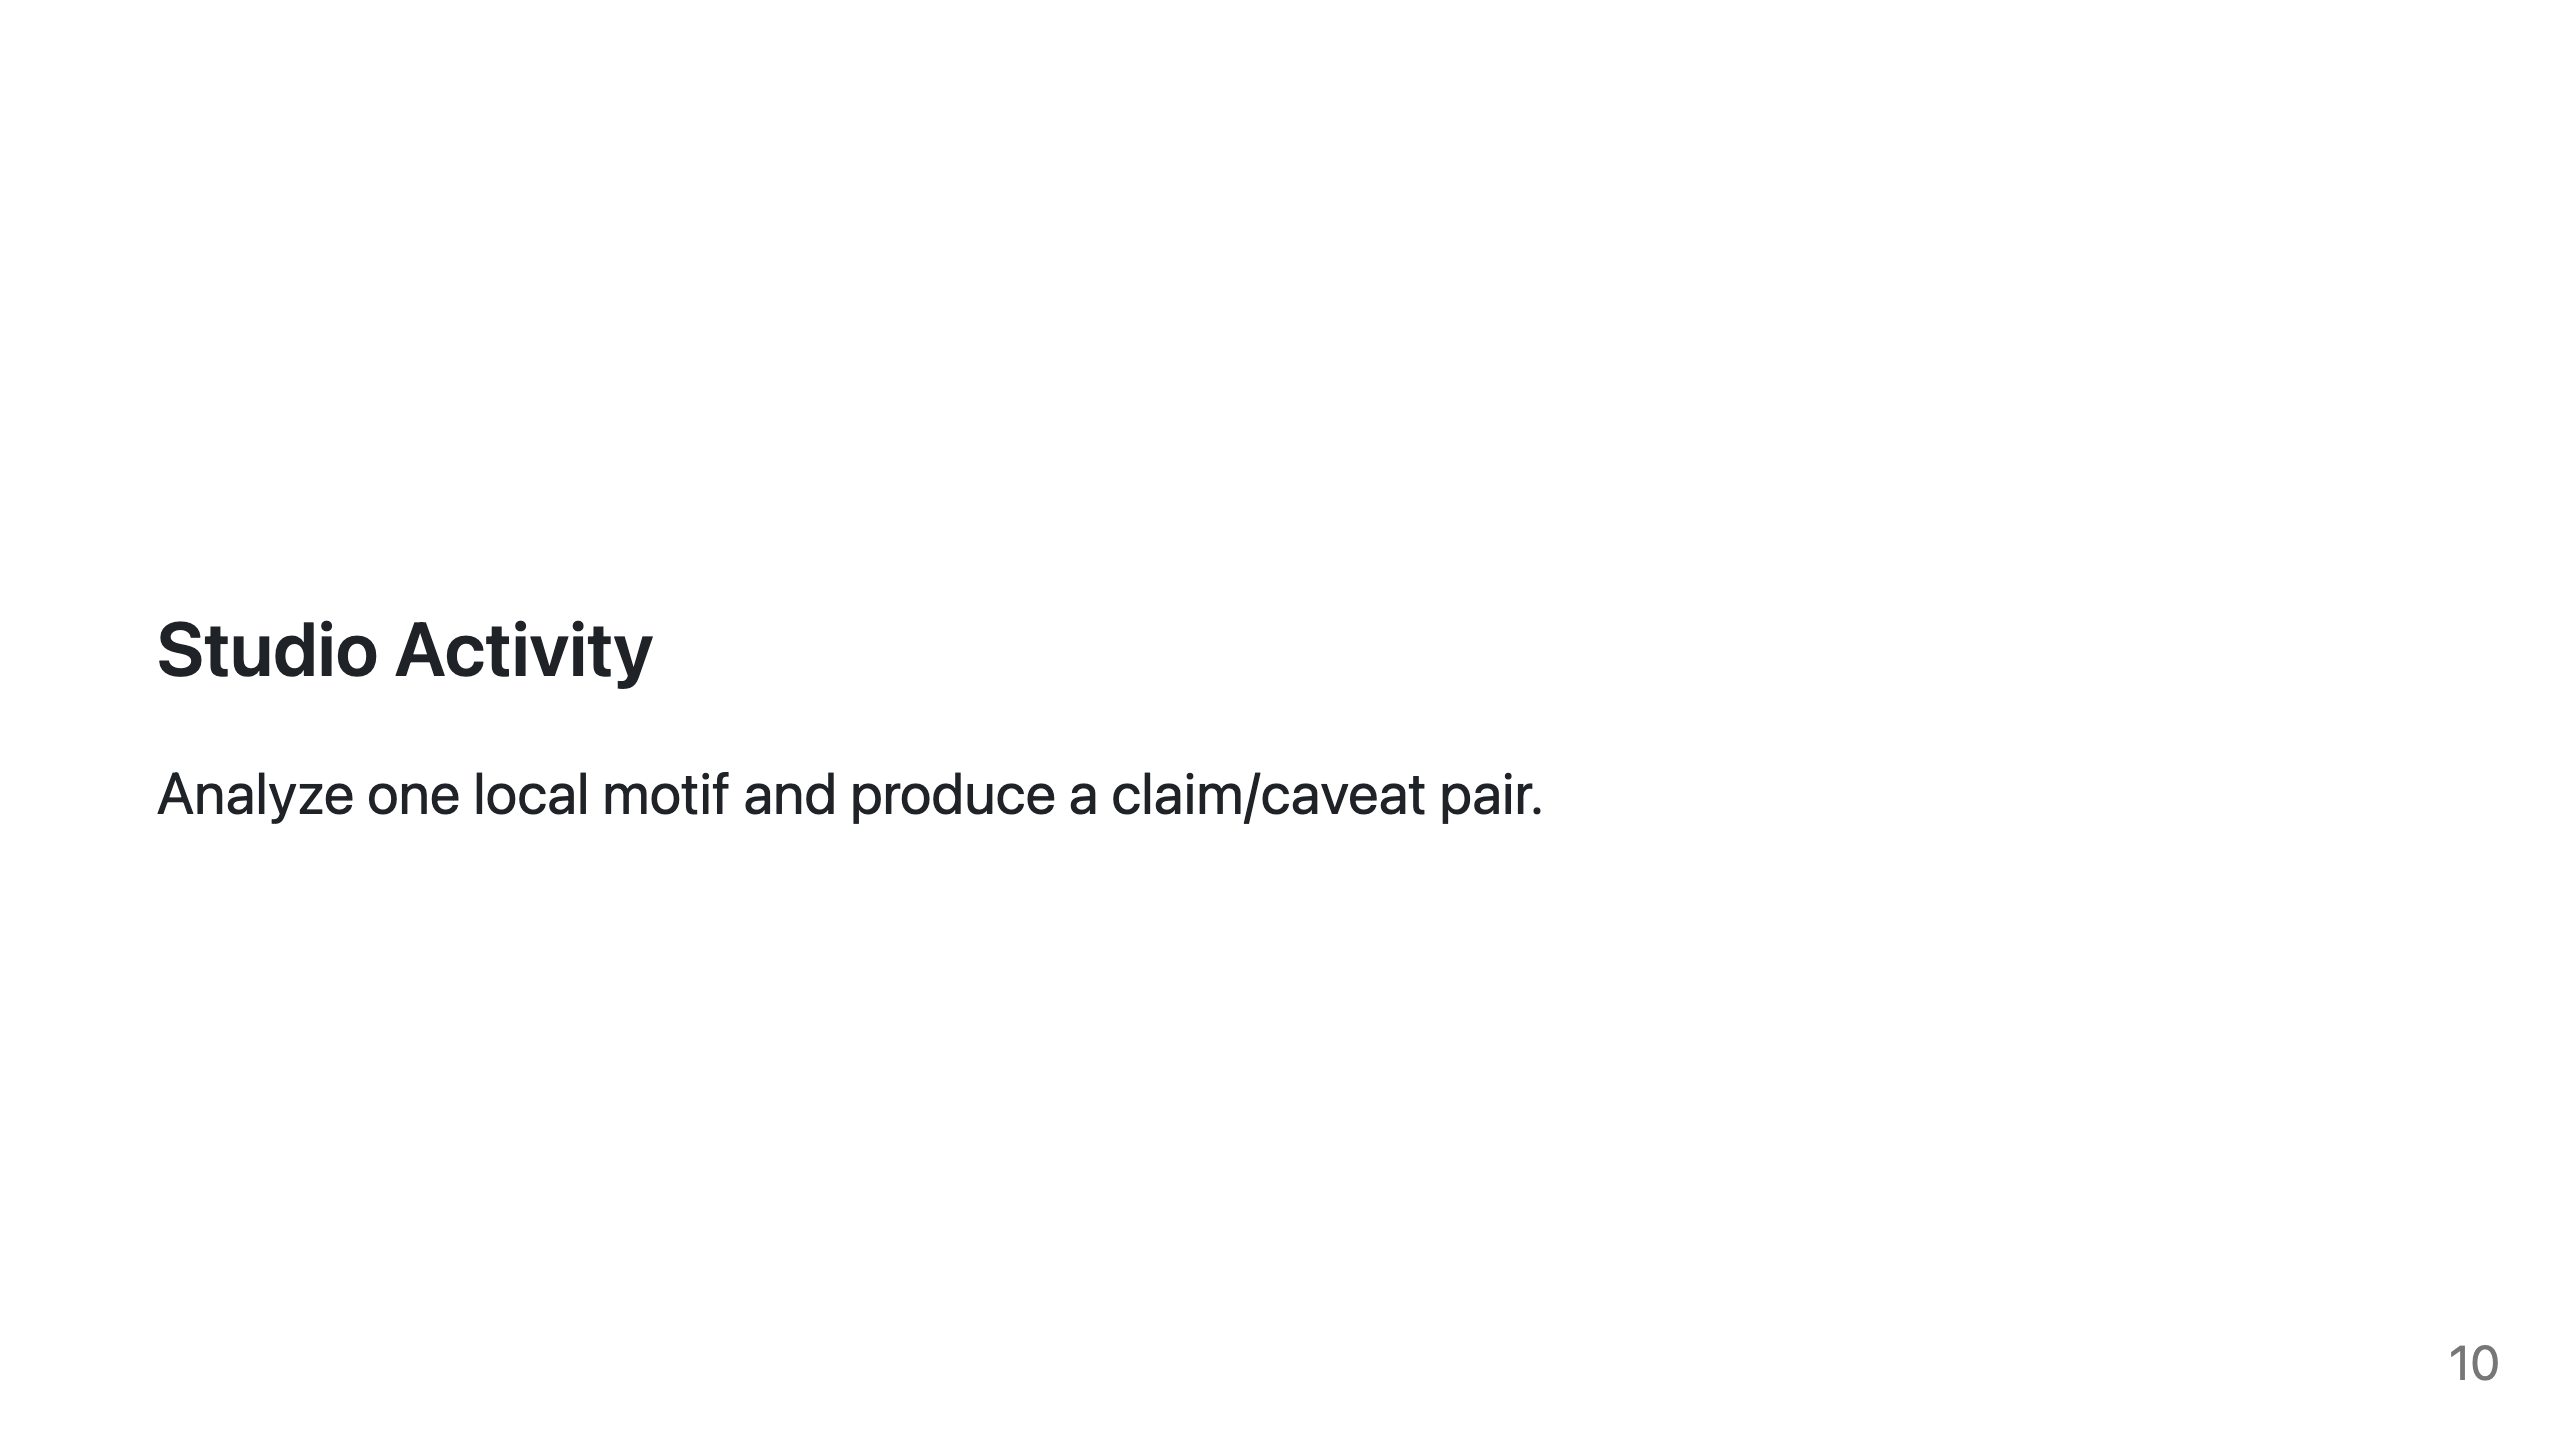 Studio Activity
Analyze one local motif and produce a claim/caveat pair.
10